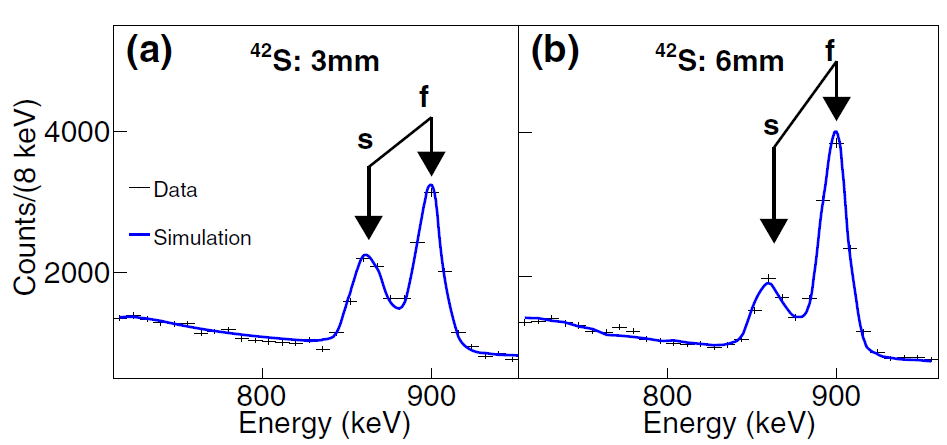 (a)
⁴²S: 3mm
f
s
Data
Simulation
Counts/(8 keV)
4000
2000
800
900
Energy (keV)
(b)
⁴²S: 6mm
f
s
800
900
Energy (keV)